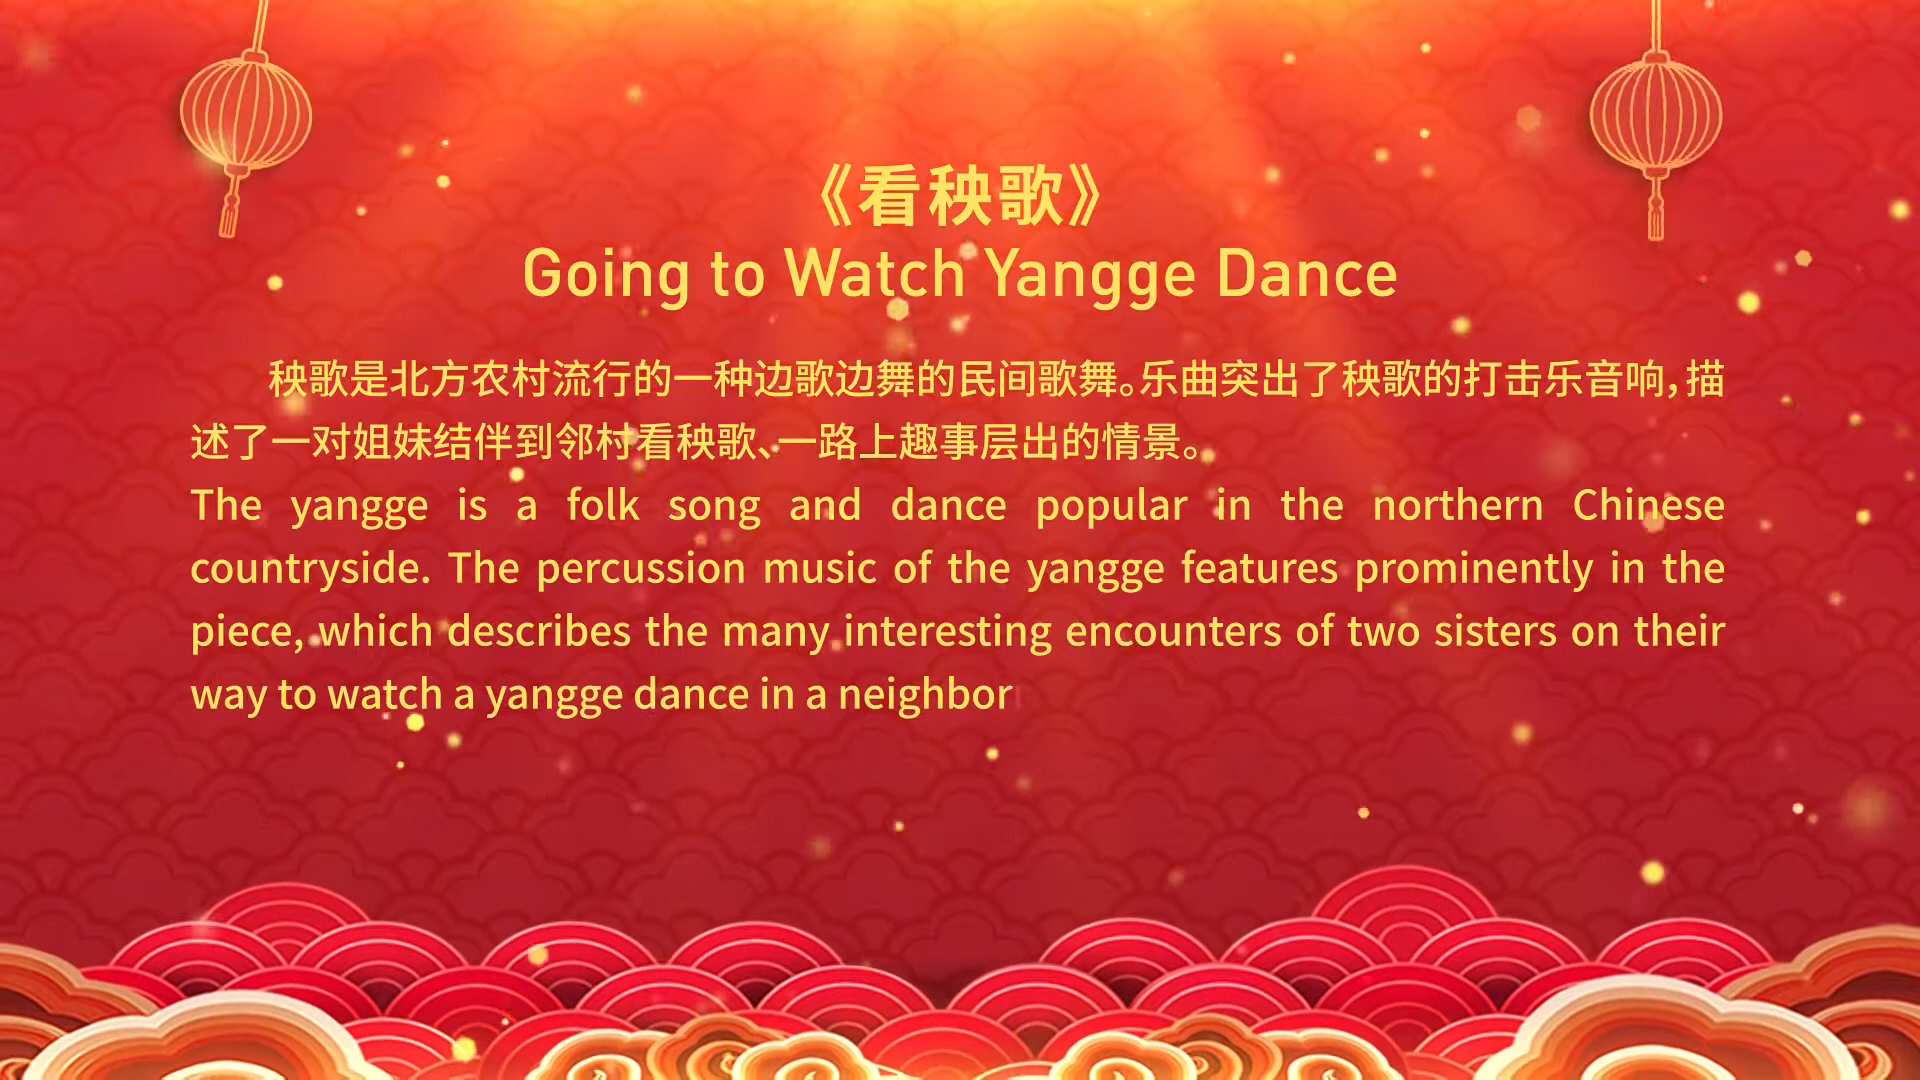 《看秧歌》
Going to Watch Yangge Dance
秧歌是北方农村流行的一种边歌边舞的民间歌舞。乐曲突出了秧歌的打击乐音响，描
述了一对姐妹结伴到邻村看秧歌、一路上趣事层出的情景。
The yangge is a folk song and dance popular in the northern Chinese
countryside. The percussion music of the yangge features prominently in the
piece, which describes the many interesting encounters of two sisters on their
way to watch a yangge dance in a neighbor